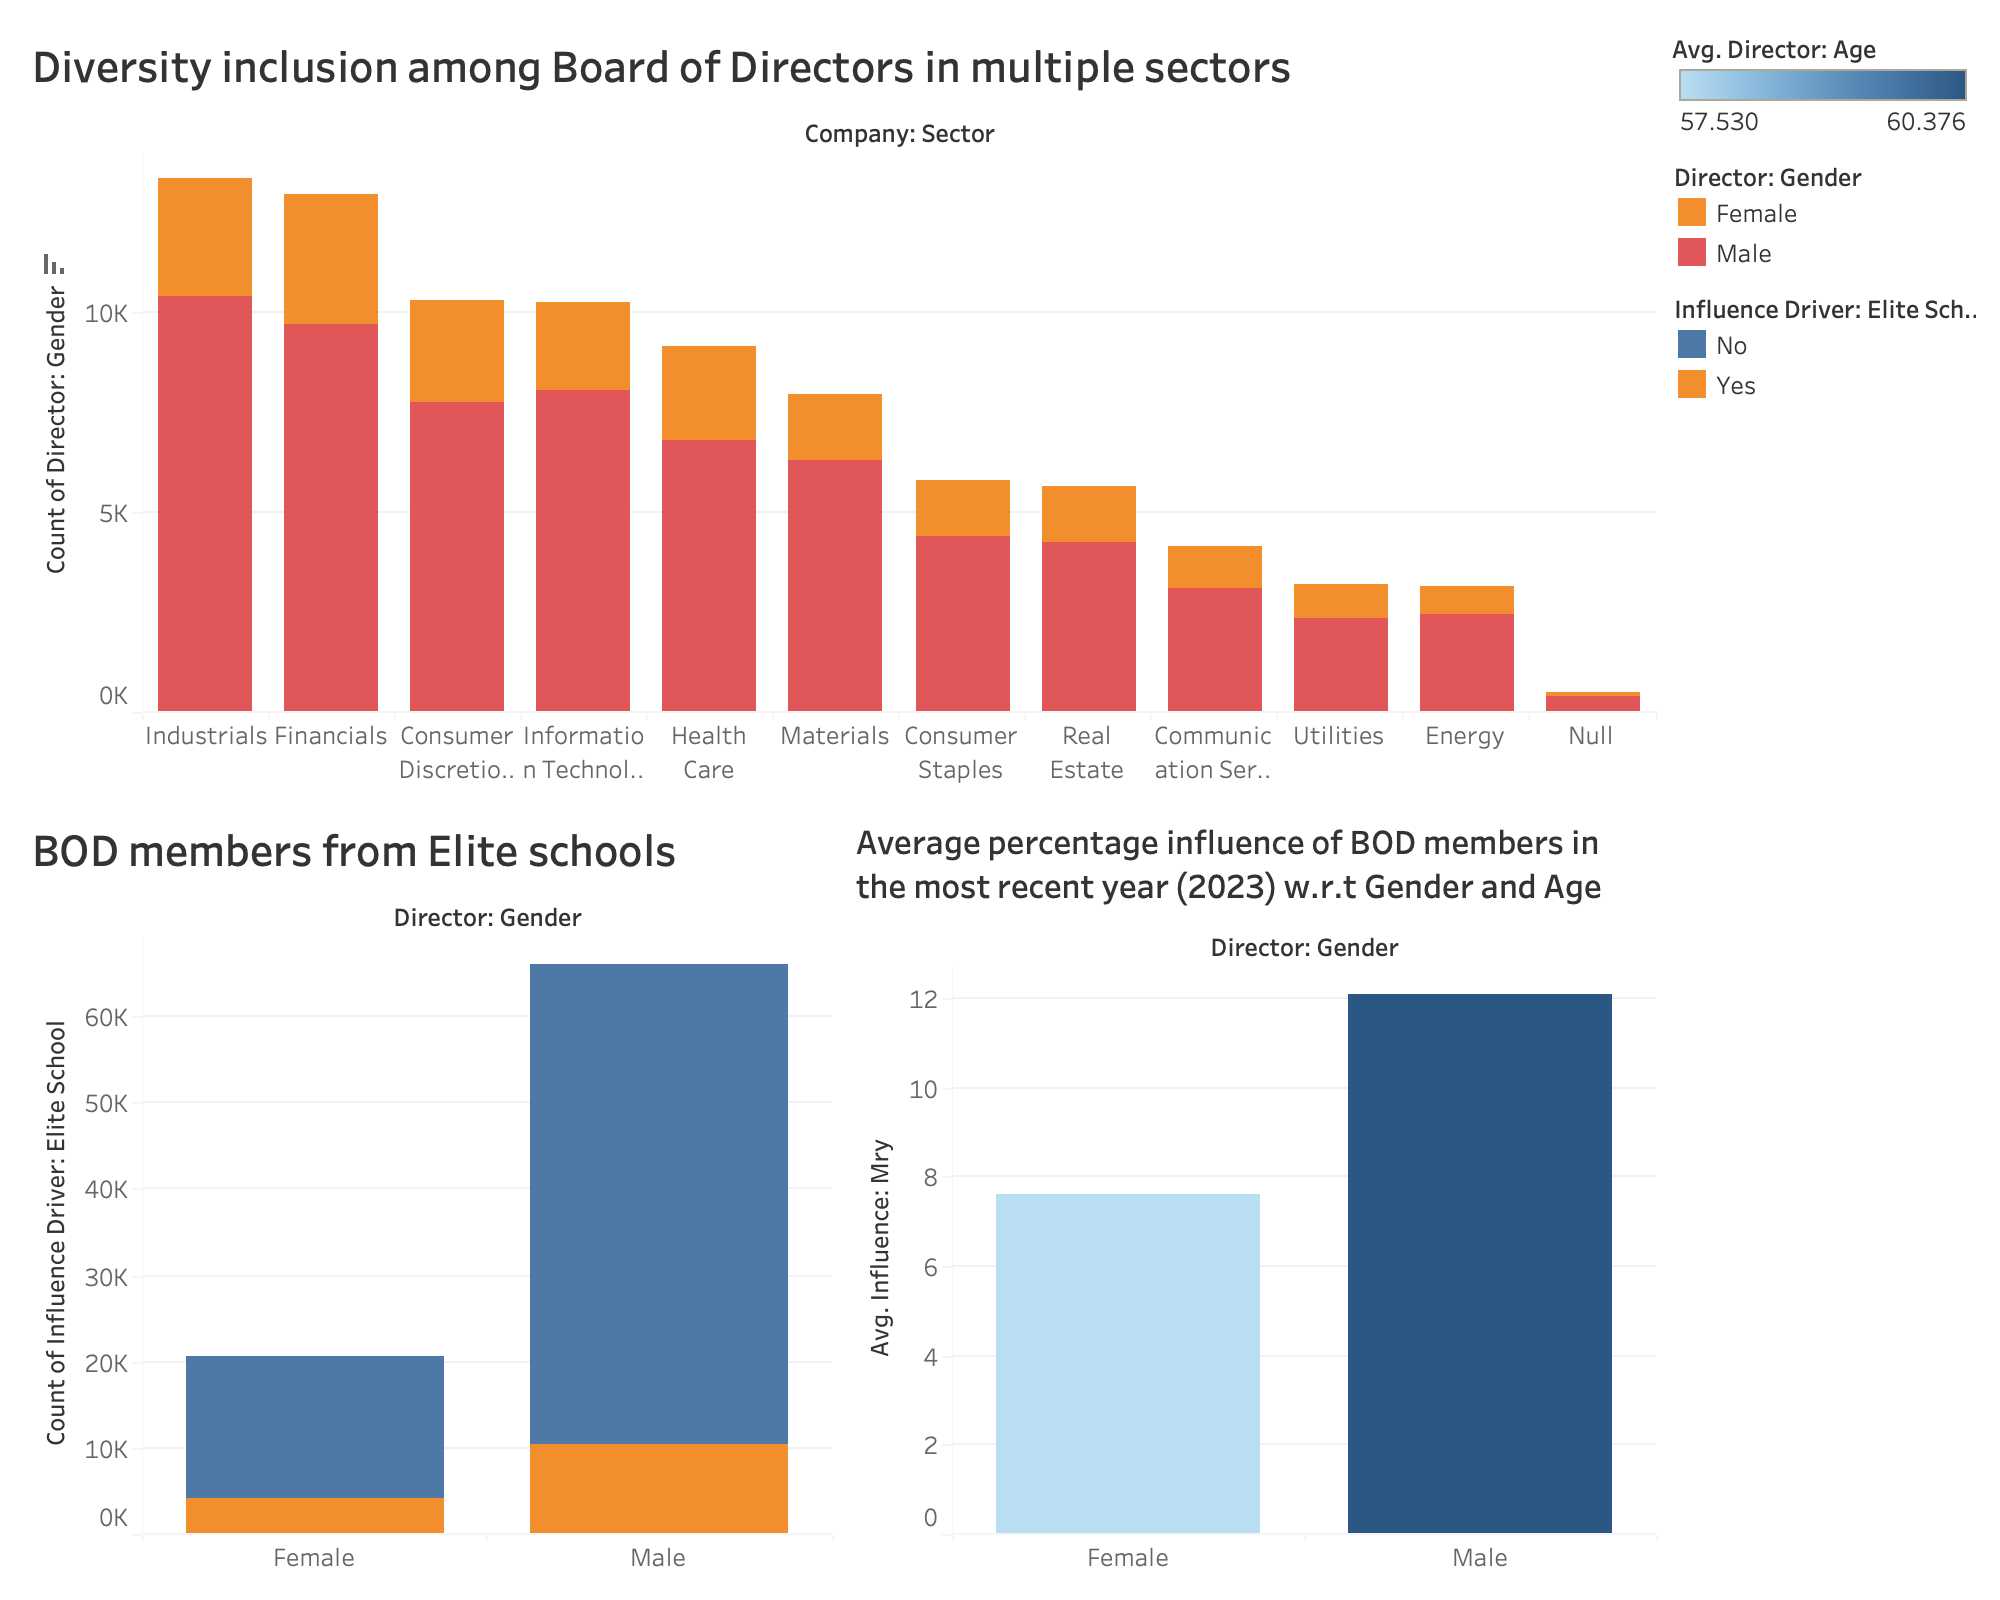 Diversity inclusion among Board of Directors in multiple sectors
Company: Sector
Count of Director: Gender
10K
5K
0K
Industrials
Financials
Consumer
Discretio..
Informatio
n Technol..
Health
Care
Materials
Consumer
Staples
Real
Estate
Communic
ation Ser..
Utilities
Energy
Null
Avg. Director: Age
57.530
60.376
Director: Gender
Female
Male
Influence Driver: Elite Sch..
No
Yes
BOD members from Elite schools
Director: Gender
Count of Influence Driver: Elite School
60K
50K
40K
30K
20K
10K
0K
Female
Male
Average percentage influence of BOD members in
the most recent year (2023) w.r.t Gender and Age
Director: Gender
Avg. Influence: Mry
12
10
8
6
4
2
0
Female
Male